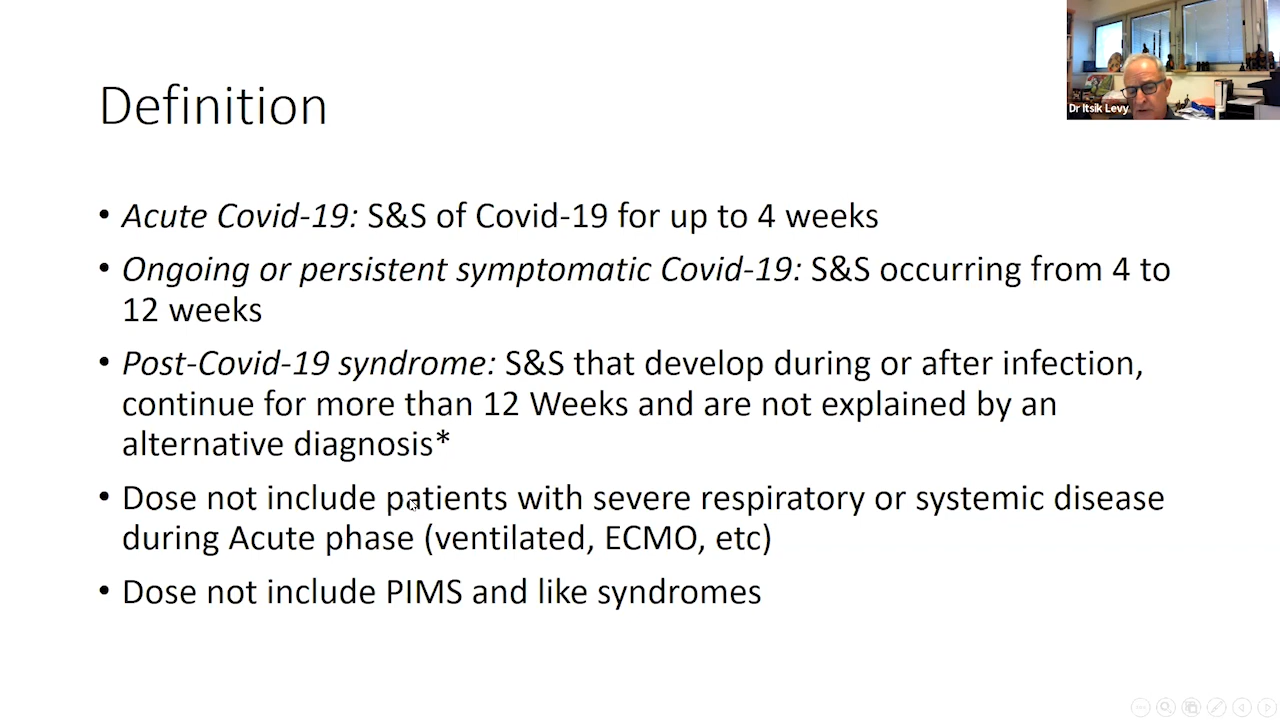 Definition
Dr Itsik Levy
• Acute Covid-19: S&S of Covid-19 for up to 4 weeks
• Ongoing or persistent symptomatic Covid-19: S&S occurring from 4 to
12 weeks
• Post-Covid-19 syndrome: S&S that develop during or after infection,
continue for more than 12 Weeks and are not explained by an
alternative diagnosis*
• Dose not include patients with severe respiratory or systemic disease
during Acute phase (ventilated, ECMO, etc)
• Dose not include PIMS and like syndromes